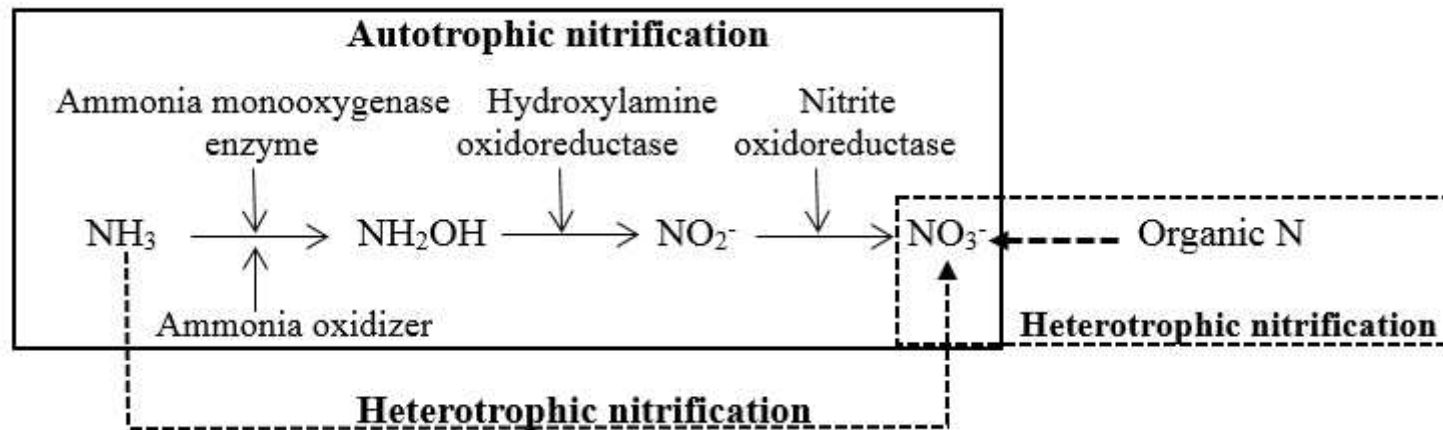 Autotrophic nitrification
Ammonia monooxygenase enzyme
Hydroxylamine oxidoreductase
Nitrite oxidoreductase
NH₃ NH₂OH NO₂⁻ NO₃⁻ Organic N
Ammonia oxidizer
Heterotrophic nitrification
Heterotrophic nitrification